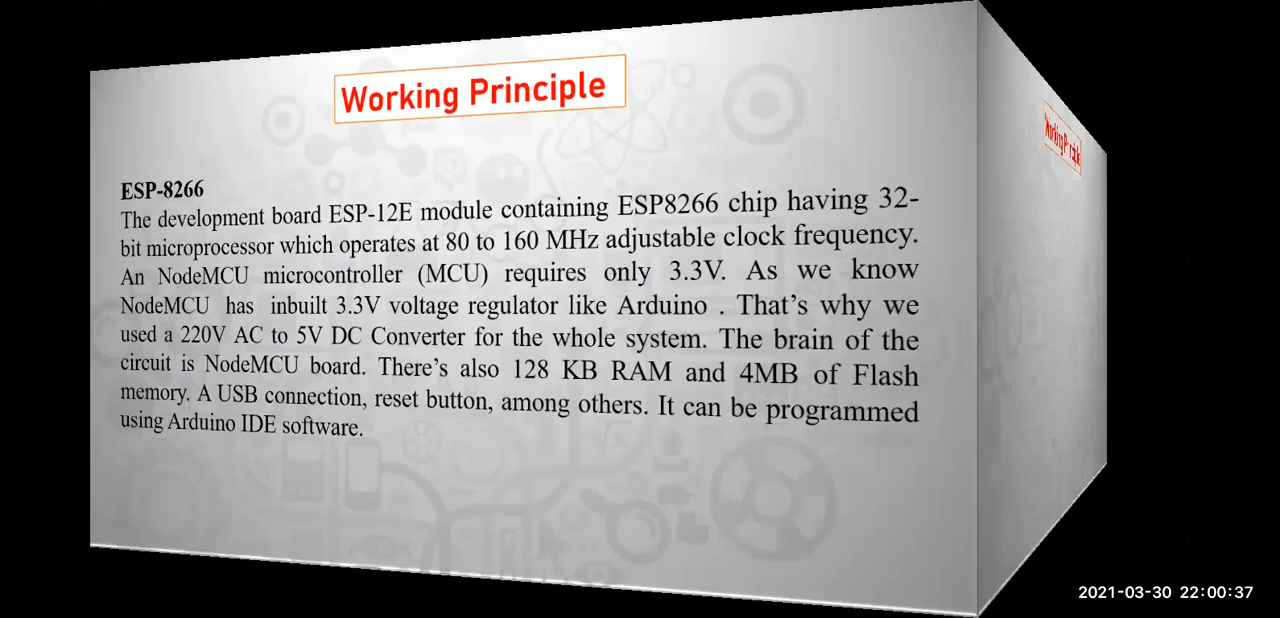 Working Principle
Working Principle
ESP-8266
The development board ESP-12E module containing ESP8266 chip having 32-
bit microprocessor which operates at 80 to 160 MHz adjustable clock frequency.
An NodeMCU microcontroller (MCU) requires only 3.3V. As we know
NodeMCU has inbuilt 3.3V voltage regulator like Arduino . That’s why we
used a 220V AC to 5V DC Converter for the whole system. The brain of the
circuit is NodeMCU board. There’s also 128 KB RAM and 4MB of Flash
memory. A USB connection, reset button, among others. It can be programmed
using Arduino IDE software.
2021-03-30 22:00:37